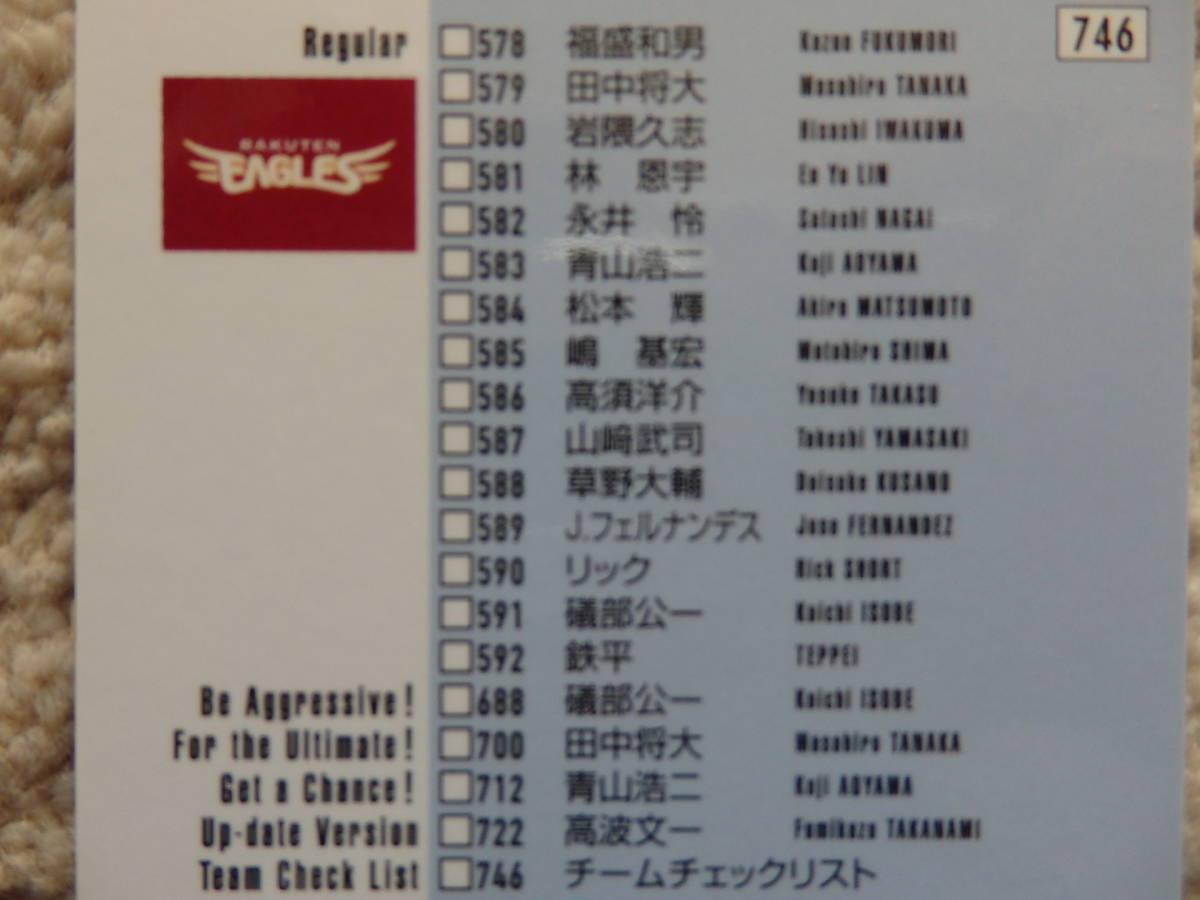 Regular □578 福盛和男 Kazuo FUKUMORI 746
RAKUTEN EAGLES
□579 田中将大 Masahiro TANAKA
□580 岩隈久志 Hisashi IWAKUMA
□581 林 恩宇 En Yu LIN
□582 永井 怜 Satoshi NAGAI
□583 青山浩二 Koji AOYAMA
□584 松本 輝 Akira MATSUMOTO
□585 嶋 基宏 Motohiro SHIMA
□586 高須洋介 Yosuke TAKASU
□587 山﨑武司 Takeshi YAMASAKI
□588 草野大輔 Daisuke KUSANO
□589 J.フェルナンデス Jose FERNANDEZ
□590 リック Rick SHORT
□591 礒部公一 Koichi ISOBE
□592 鉄平 TEPPEI
Be Aggressive! □688 礒部公一 Koichi ISOBE
For the Ultimate! □700 田中将大 Masahiro TANAKA
Get a Chance! □712 青山浩二 Koji AOYAMA
Up-date Version □722 高波文一 Fumikazu TAKANAMI
Team Check List □746 チームチェックリスト